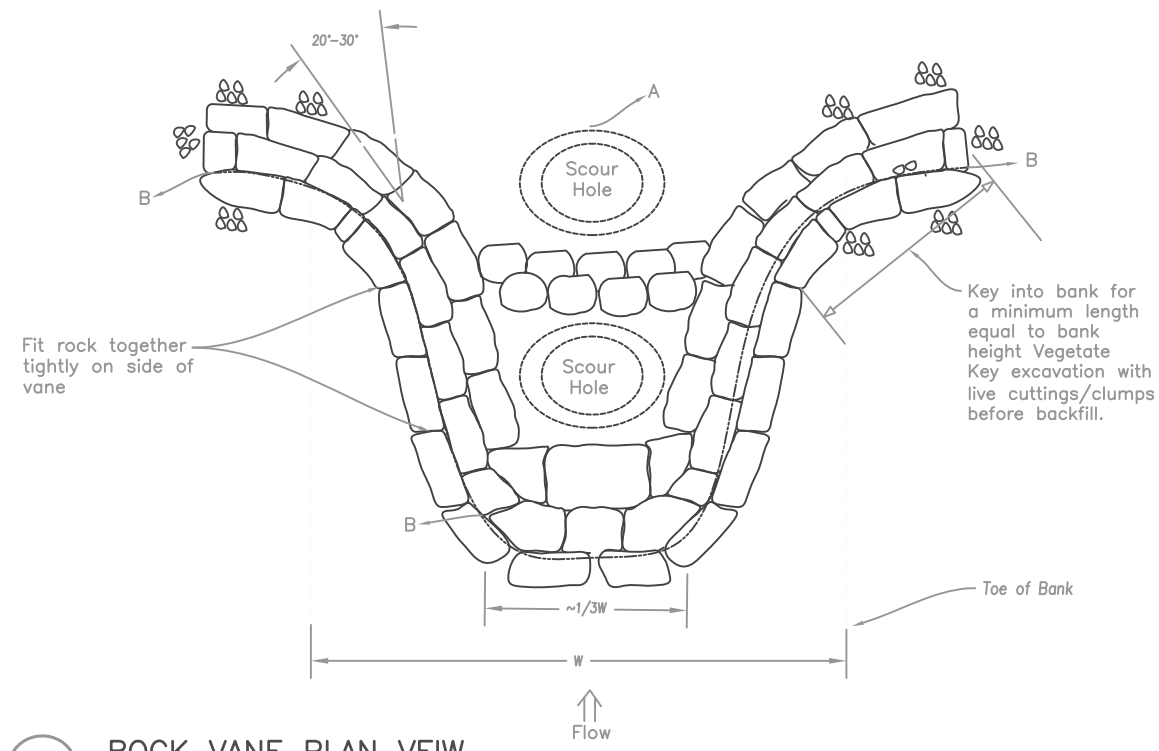 20°-30°
A
Scour
Hole
B
B
Key into bank for
a minimum length
equal to bank
height Vegetate
Key excavation with
live cuttings/clumps
before backfill.
Fit rock together
tightly on side of
vane
Scour
Hole
B
Toe of Bank
~1/3W
W
Flow
ROCK VANE PLAN VEIW